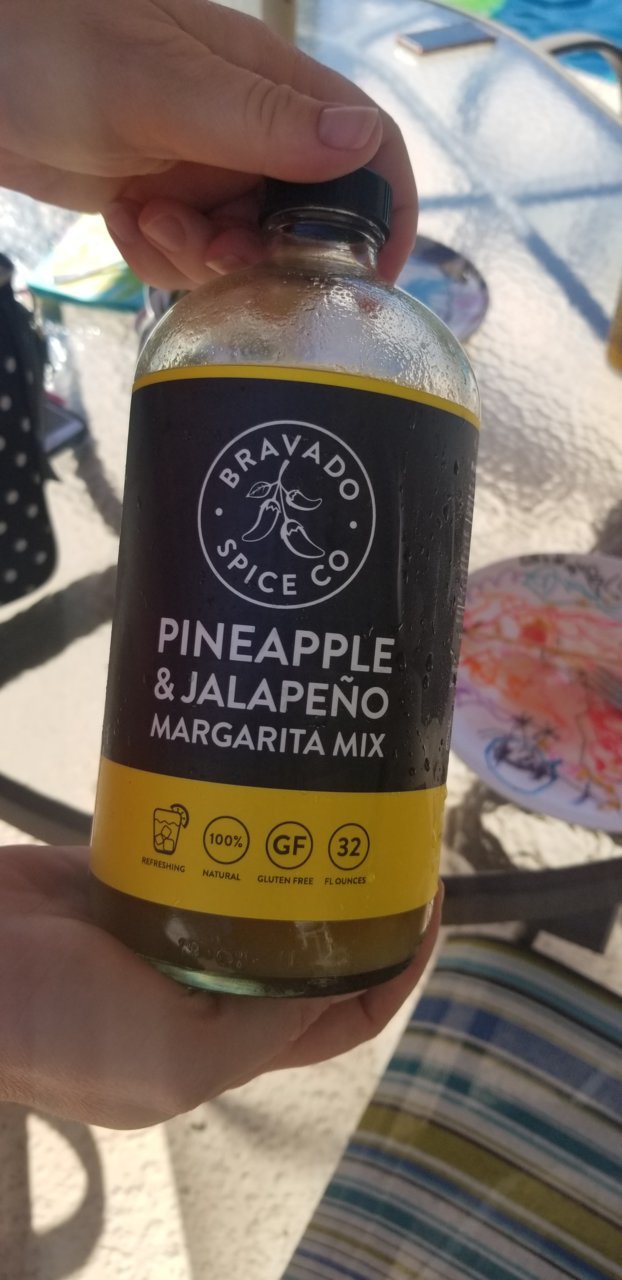 BRAVADO
SPICE CO
PINEAPPLE
& JALAPEÑO
MARGARITA MIX
100%
GF
32
REFRESHING
NATURAL
GLUTEN FREE
FL OUNCES